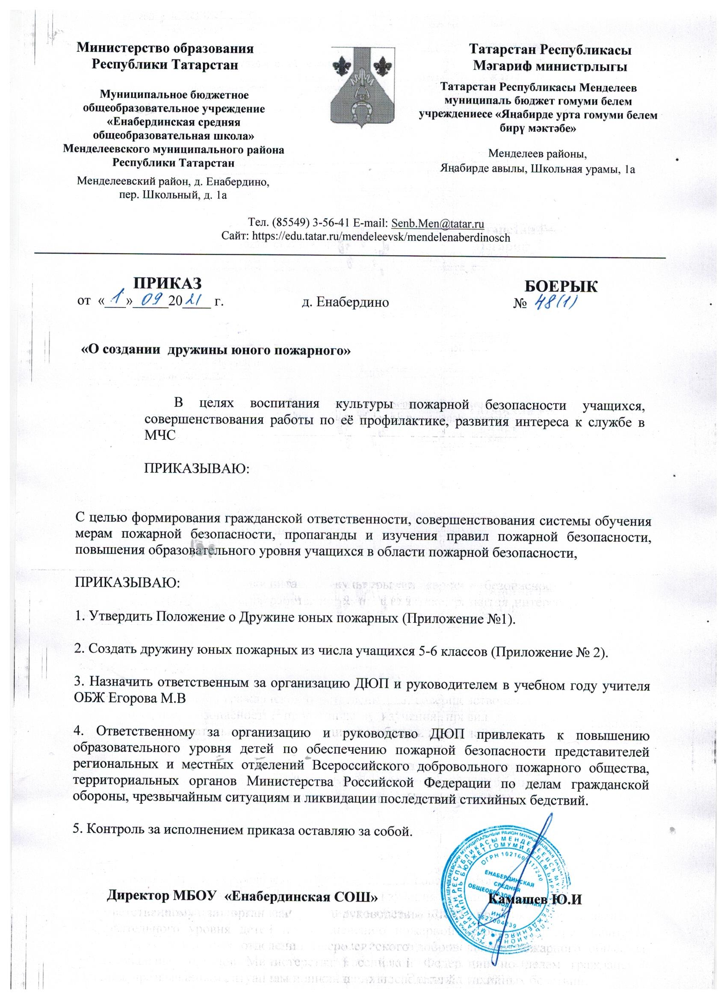 Министерство образования
Республики Татарстан
Муниципальное бюджетное
общеобразовательное учреждение
«Енабердинская средняя
общеобразовательная школа»
Менделеевского муниципального района
Республики Татарстан
Менделеевский район, д. Енабердино,
пер. Школьный, д. 1а
Татарстан Республикасы
Мәгариф министрлыгы
Татарстан Республикасы Менделеев
муниципаль бюджет гомуми белем
учреждениесе «Яңабирде урта гомуми белем
бирү мәктәбе»
Менделеев районы,
Яңабирде авылы, Школьная урамы, 1а
Тел. (85549) 3-56-41 E-mail: Senb.Men@tatar.ru
Сайт: https://edu.tatar.ru/mendeleevsk/mendelenaberdinosch
ПРИКАЗ
БОЕРЫК
от «1» 09 2021 г.
д. Енабердино
№ 48(1)
«О создании дружины юного пожарного»
В целях воспитания культуры пожарной безопасности учащихся,
совершенствования работы по её профилактике, развития интереса к службе в
МЧС
ПРИКАЗЫВАЮ:
С целью формирования гражданской ответственности, совершенствования системы обучения
мерам пожарной безопасности, пропаганды и изучения правил пожарной безопасности,
повышения образовательного уровня учащихся в области пожарной безопасности,
ПРИКАЗЫВАЮ:
1. Утвердить Положение о Дружине юных пожарных (Приложение №1).
2. Создать дружину юных пожарных из числа учащихся 5-6 классов (Приложение № 2).
3. Назначить ответственным за организацию ДЮП и руководителем в учебном году учителя
ОБЖ Егорова М.В
4. Ответственному за организацию и руководство ДЮП привлекать к повышению
образовательного уровня детей по обеспечению пожарной безопасности представителей
региональных и местных отделений Всероссийского добровольного пожарного общества,
территориальных органов Министерства Российской Федерации по делам гражданской
обороны, чрезвычайным ситуациям и ликвидации последствий стихийных бедствий.
5. Контроль за исполнением приказа оставляю за собой.
Директор МБОУ «Енабердинская СОШ»
Камашев Ю.И
ЕНАБЕРДИНСКАЯ
СРЕДНЯЯ
ИНН
1627004239